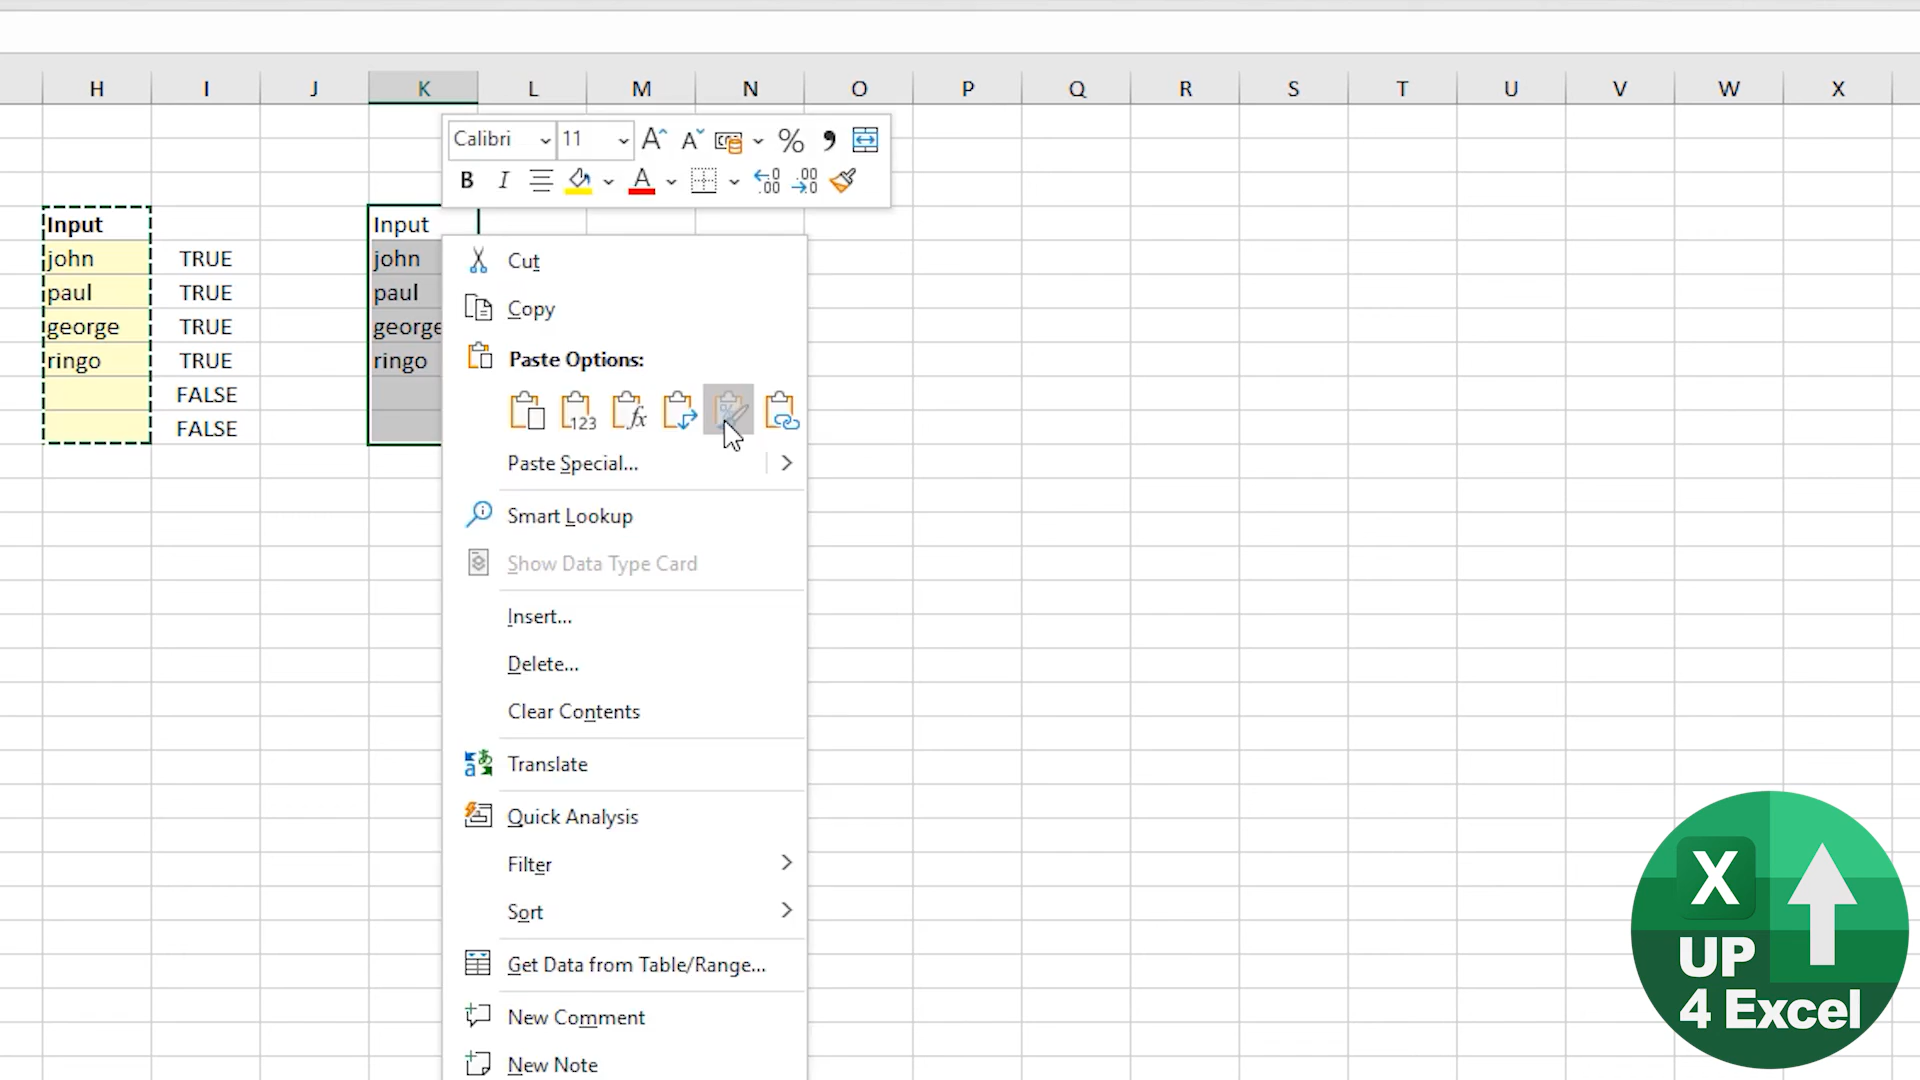 H I J K L M N O P Q R S T U V W X
Calibri 11
Input Input
john TRUE john
paul TRUE paul
george TRUE george
ringo TRUE ringo
FALSE
FALSE
Cut
Copy
Paste Options:
Paste Special...
Smart Lookup
Show Data Type Card
Insert...
Delete...
Clear Contents
Translate
Quick Analysis
Filter
Sort
Get Data from Table/Range...
New Comment
New Note
X
UP
4 Excel